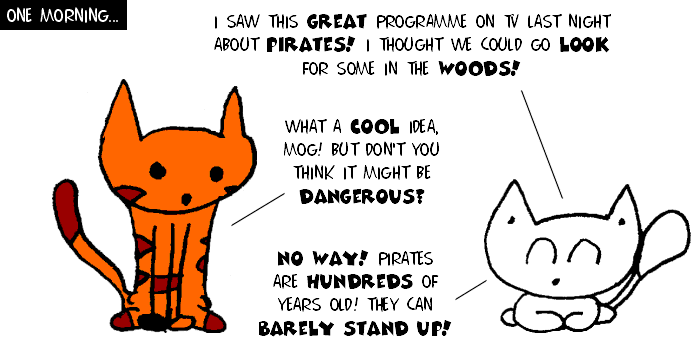 ONE MORNING...
I SAW THIS GREAT PROGRAMME ON TV LAST NIGHT
ABOUT PIRATES! I THOUGHT WE COULD GO LOOK
FOR SOME IN THE WOODS!
WHAT A COOL IDEA,
MOG! BUT DON'T YOU
THINK IT MIGHT BE
DANGEROUS?
NO WAY! PIRATES
ARE HUNDREDS OF
YEARS OLD! THEY CAN
BARELY STAND UP!